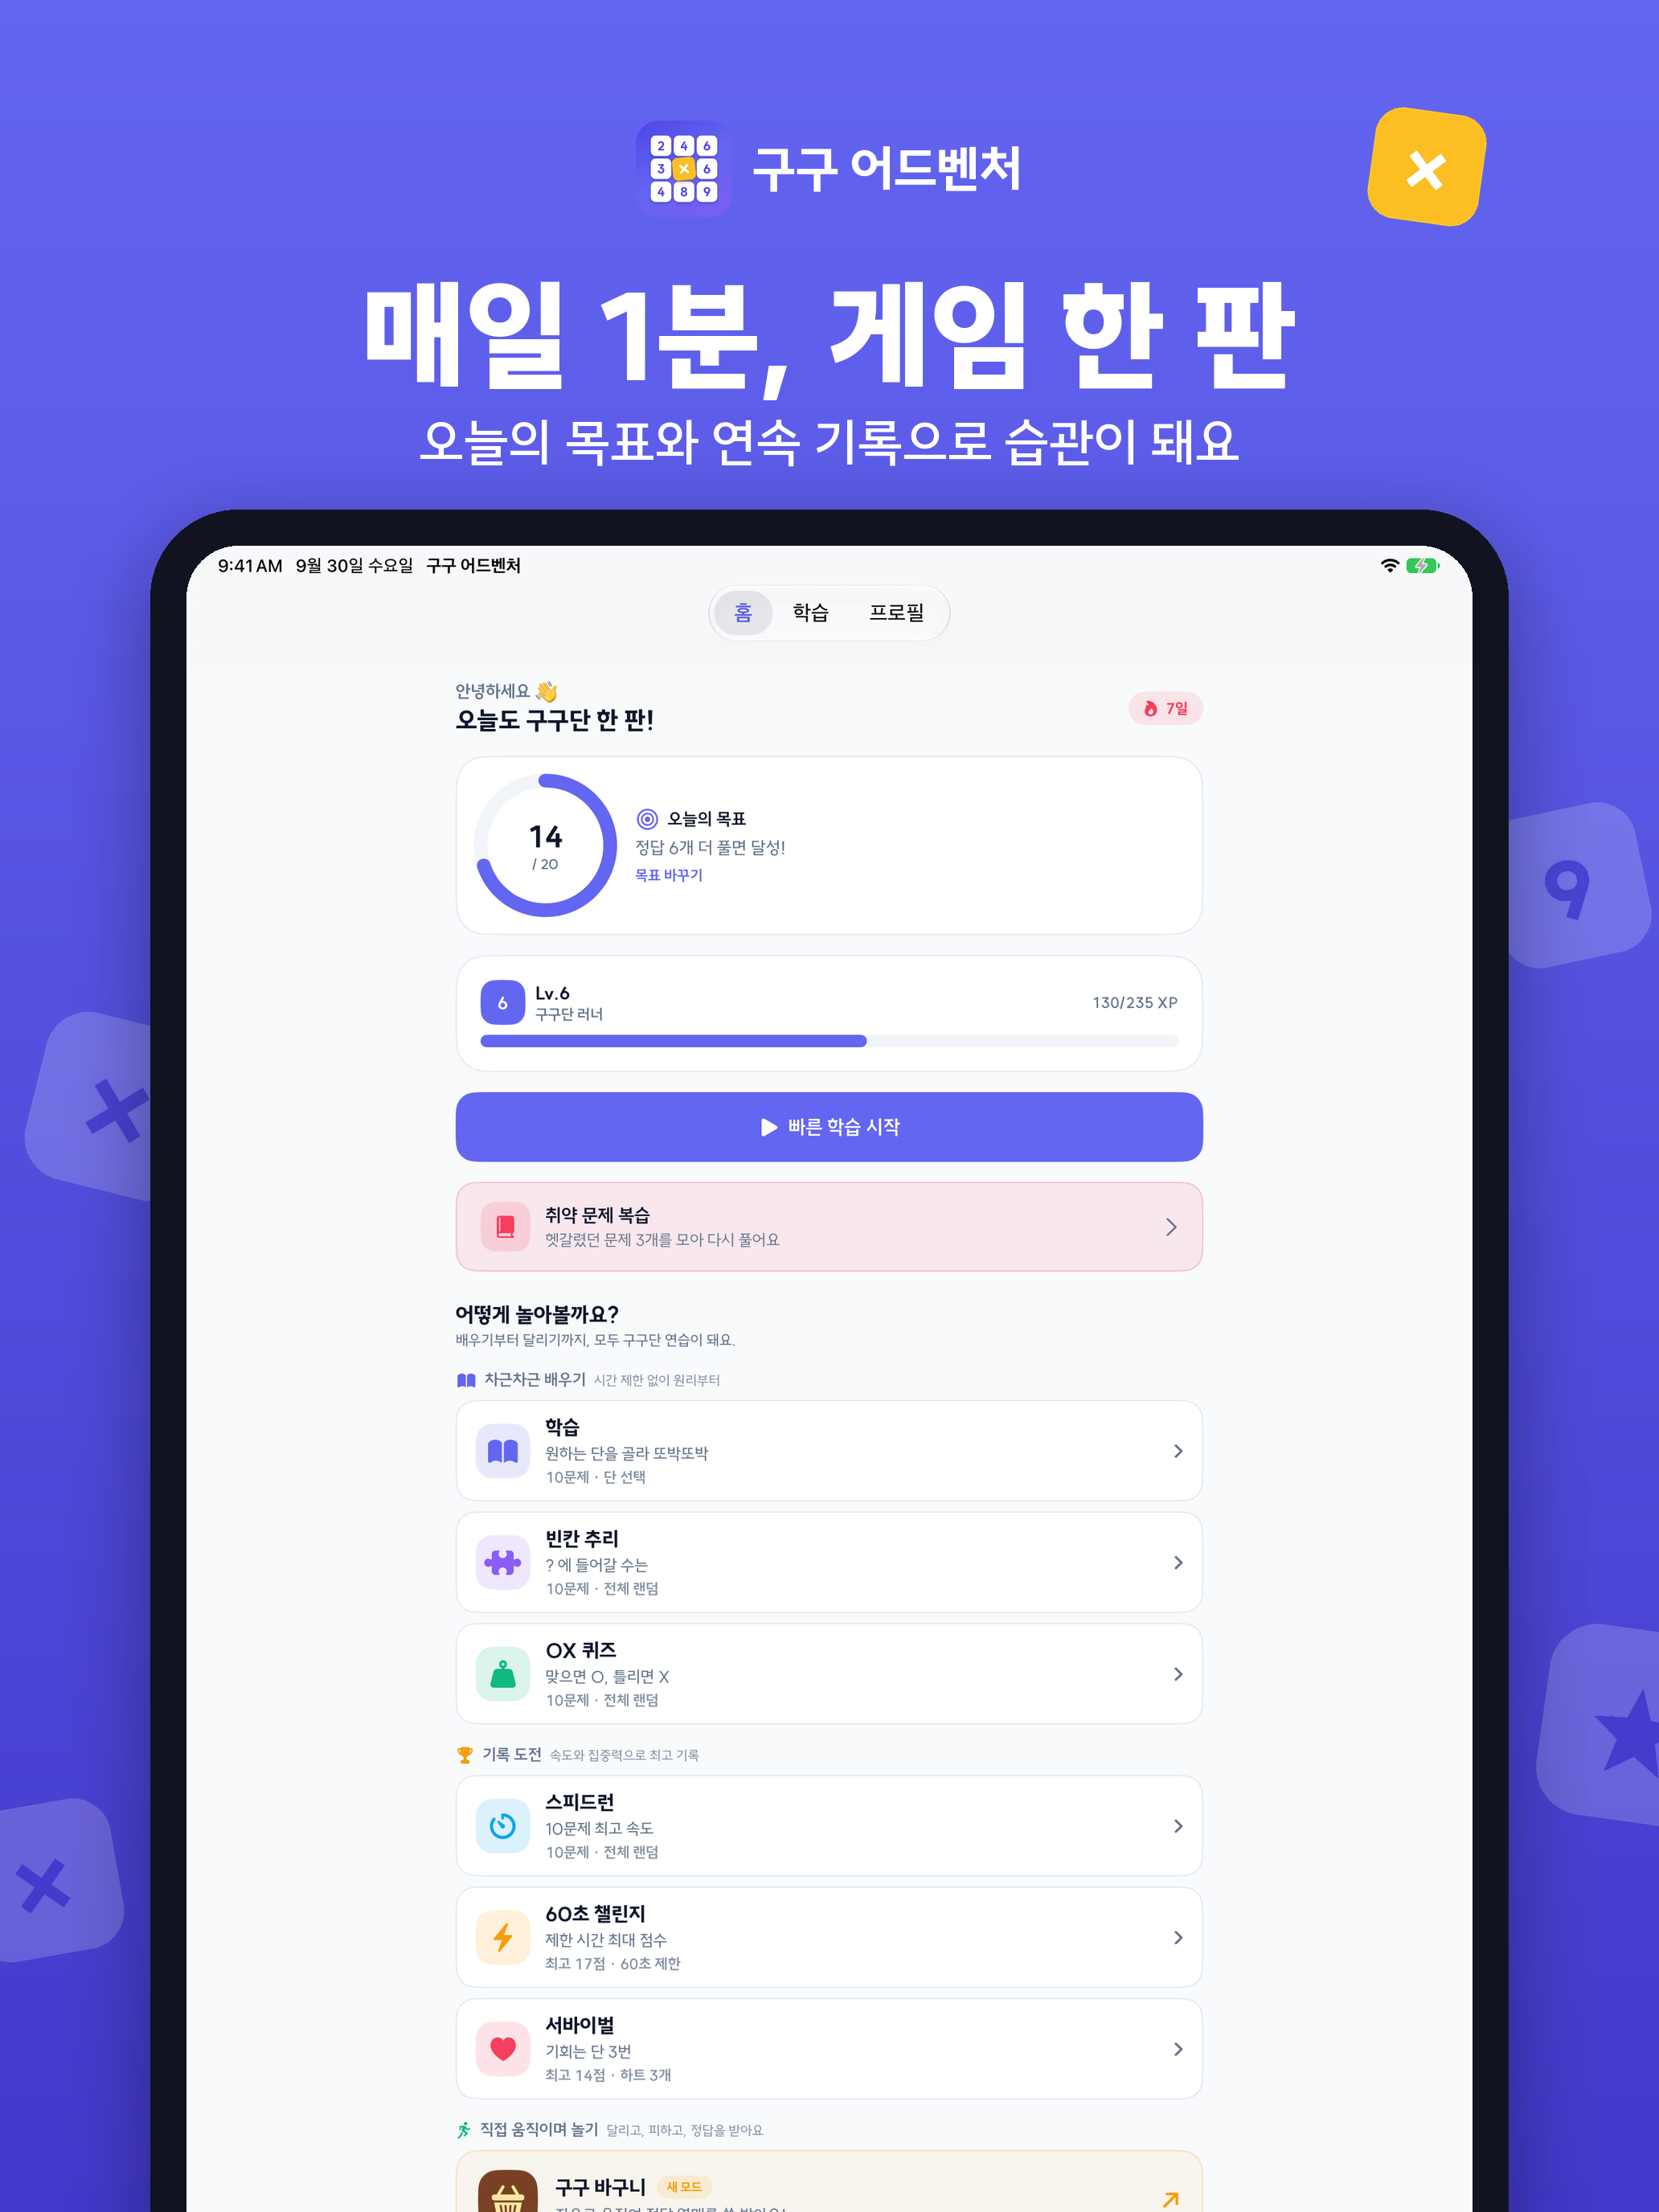 2 4 6
3 × 6
4 8 9
구구 어드벤처
×
매일 1분, 게임 한 판
오늘의 목표와 연속 기록으로 습관이 돼요
9:41 AM 9월 30일 수요일 구구 어드벤처
홈 학습 프로필
안녕하세요 👋
오늘도 구구단 한 판!
7일
14
/ 20
오늘의 목표
정답 6개 더 풀면 달성!
목표 바꾸기
9
6
Lv.6
구구단 러너
130/235 XP
×
빠른 학습 시작
취약 문제 복습
헷갈렸던 문제 3개를 모아 다시 풀어요
어떻게 놀아볼까요?
배우기부터 달리기까지, 모두 구구단 연습이 돼요.
차근차근 배우기 시간 제한 없이 원리부터
학습
원하는 단을 골라 또박또박
10문제 · 단 선택
빈칸 추리
? 에 들어갈 수는
10문제 · 전체 랜덤
OX 퀴즈
맞으면 O, 틀리면 X
10문제 · 전체 랜덤
기록 도전 속도와 집중력으로 최고 기록
스피드런
10문제 최고 속도
10문제 · 전체 랜덤
×
60초 챌린지
제한 시간 최대 점수
최고 17점 · 60초 제한
서바이벌
기회는 단 3번
최고 14점 · 하트 3개
직접 움직이며 놀기 달리고, 피하고, 정답을 받아요
구구 바구니 새 모드